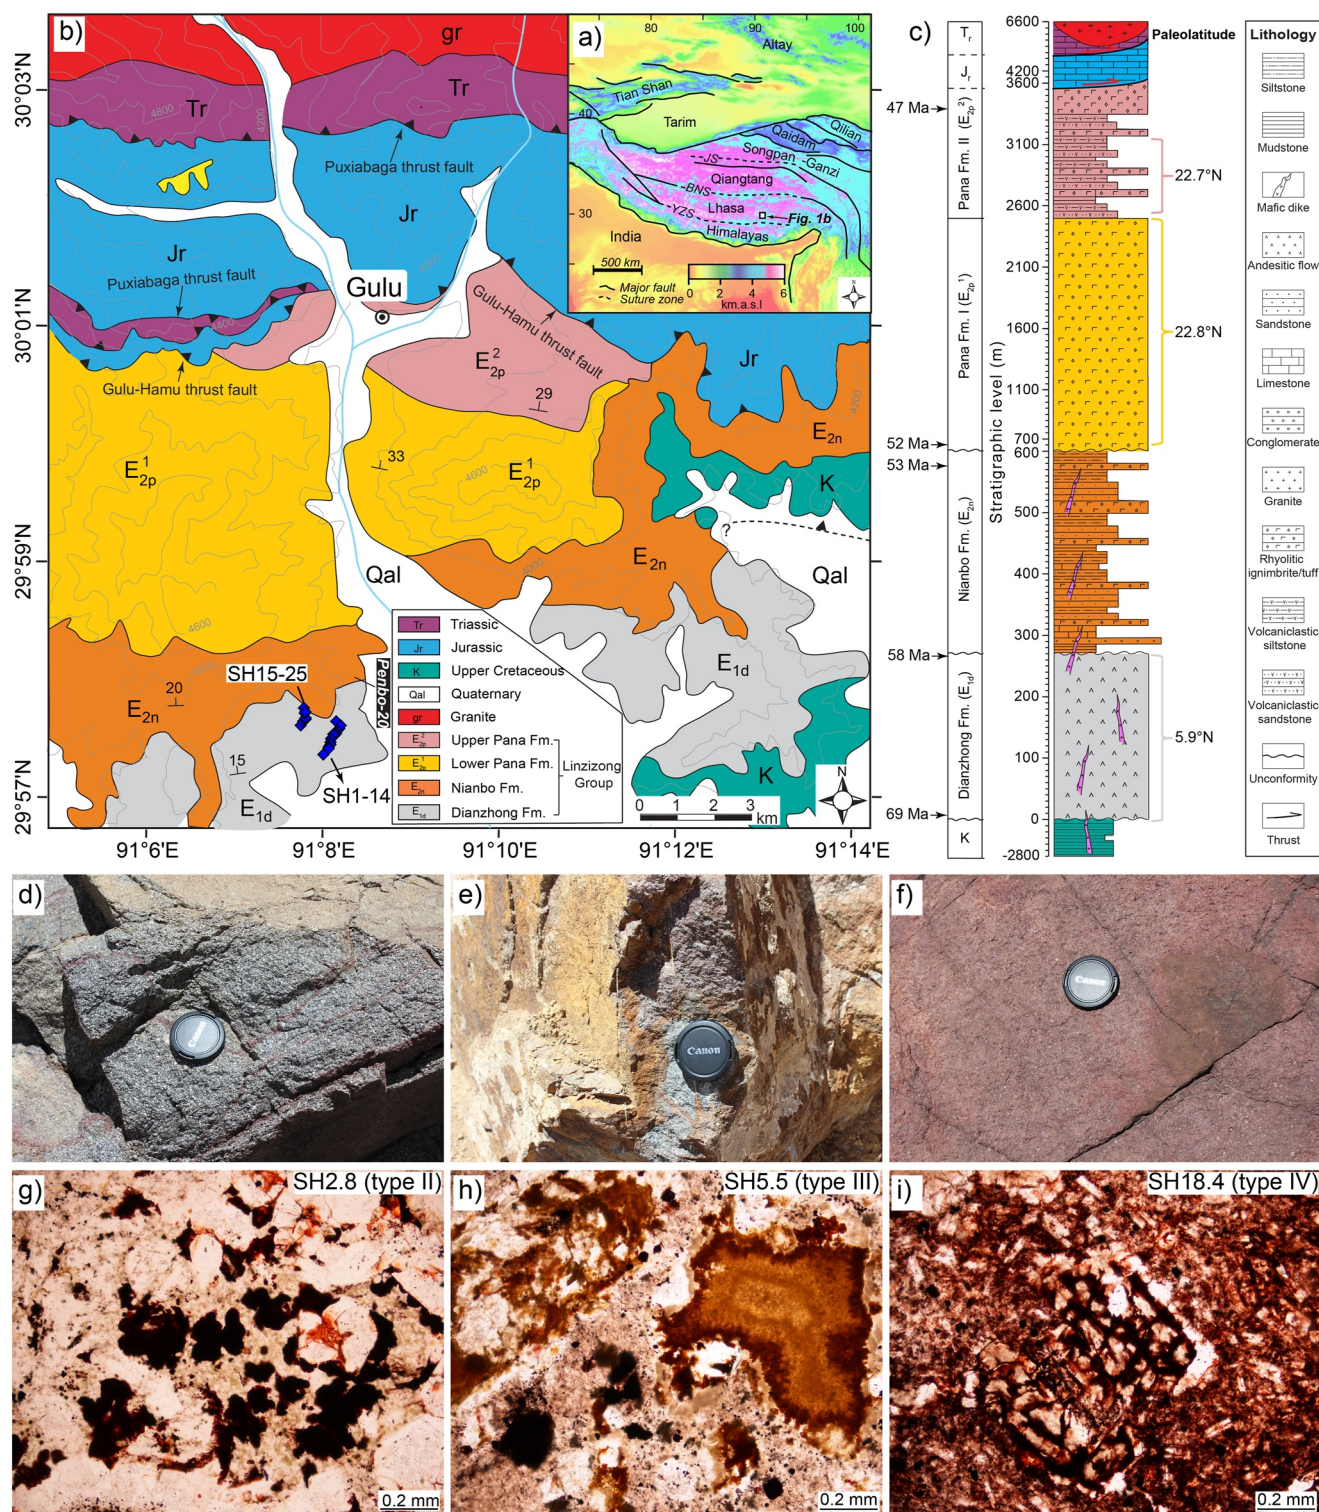 b)
gr
Tr
Tr
4800
4200
4200
Puxiabaga thrust fault
Jr
Jr
Puxiabaga thrust fault
4300
4400
Gulu
Gulu-Hamu thrust fault
Gulu-Hamu thrust fault
E2p2
29
Jr
4200
E2n
E2p1
33
4600
E2p1
K
?
E2n
4000
Qal
Qal
4600
SH15-25
Penbo-20
20
E2n
E1d
15
SH1-14
E1d
K
Tr Triassic
Jr Jurassic
K Upper Cretaceous
Qal Quaternary
gr Granite
E2p2 Upper Pana Fm.
E2p1 Lower Pana Fm.
E2n Nianbo Fm.
E1d Dianzhong Fm.
Linzizong
Group
N
0 1 2 3
km
30°03'N
30°01'N
29°59'N
29°57'N
91°6'E
91°8'E
91°10'E
91°12'E
91°14'E
a)
80
90
100
Altay
Tian Shan
40
Tarim
Qaidam
Qilian
Songpan
-Ganzi
JS
Qiangtang
BNS
Lhasa
YZS
Fig. 1b
30
Himalayas
India
500 km
Major fault
Suture zone
0 2 4 6
km.a.s.l
c)
Tr
Jr
47 Ma
Pana Fm. II (E2p2)
Pana Fm. I (E2p1)
52 Ma
53 Ma
Nianbo Fm. (E2n)
58 Ma
Dianzhong Fm. (E1d)
69 Ma
K
Stratigraphic level (m)
6600
4200
3600
3100
2600
2100
1600
1100
700
600
500
400
300
200
100
0
-2800
Paleolatitude
22.7°N
22.8°N
5.9°N
Lithology
Siltstone
Mudstone
Mafic dike
Andesitic flow
Sandstone
Limestone
Conglomerate
Granite
Rhyolitic
ignimbrite/tuff
Volcaniclastic
siltstone
Volcaniclastic
sandstone
Unconformity
Thrust
d)
Canon
e)
Canon
f)
Canon
g)
SH2.8 (type II)
0.2 mm
h)
SH5.5 (type III)
0.2 mm
i)
SH18.4 (type IV)
0.2 mm